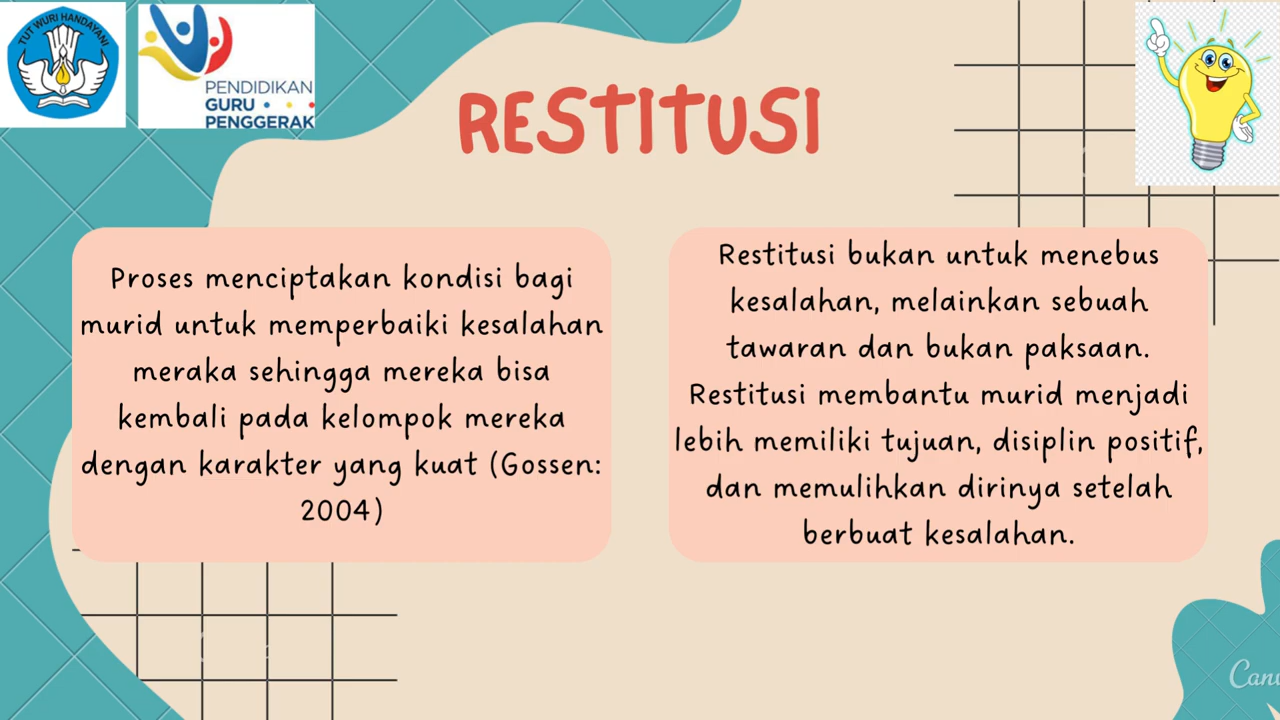 TUT WURI HANDAYANI
PENDIDIKAN
GURU
PENGGERAK
RESTITUSI
Proses menciptakan kondisi bagi
murid untuk memperbaiki kesalahan
meraka sehingga mereka bisa
kembali pada kelompok mereka
dengan karakter yang kuat (Gossen:
2004)
Restitusi bukan untuk menebus
kesalahan, melainkan sebuah
tawaran dan bukan paksaan.
Restitusi membantu murid menjadi
lebih memiliki tujuan, disiplin positif,
dan memulihkan dirinya setelah
berbuat kesalahan.